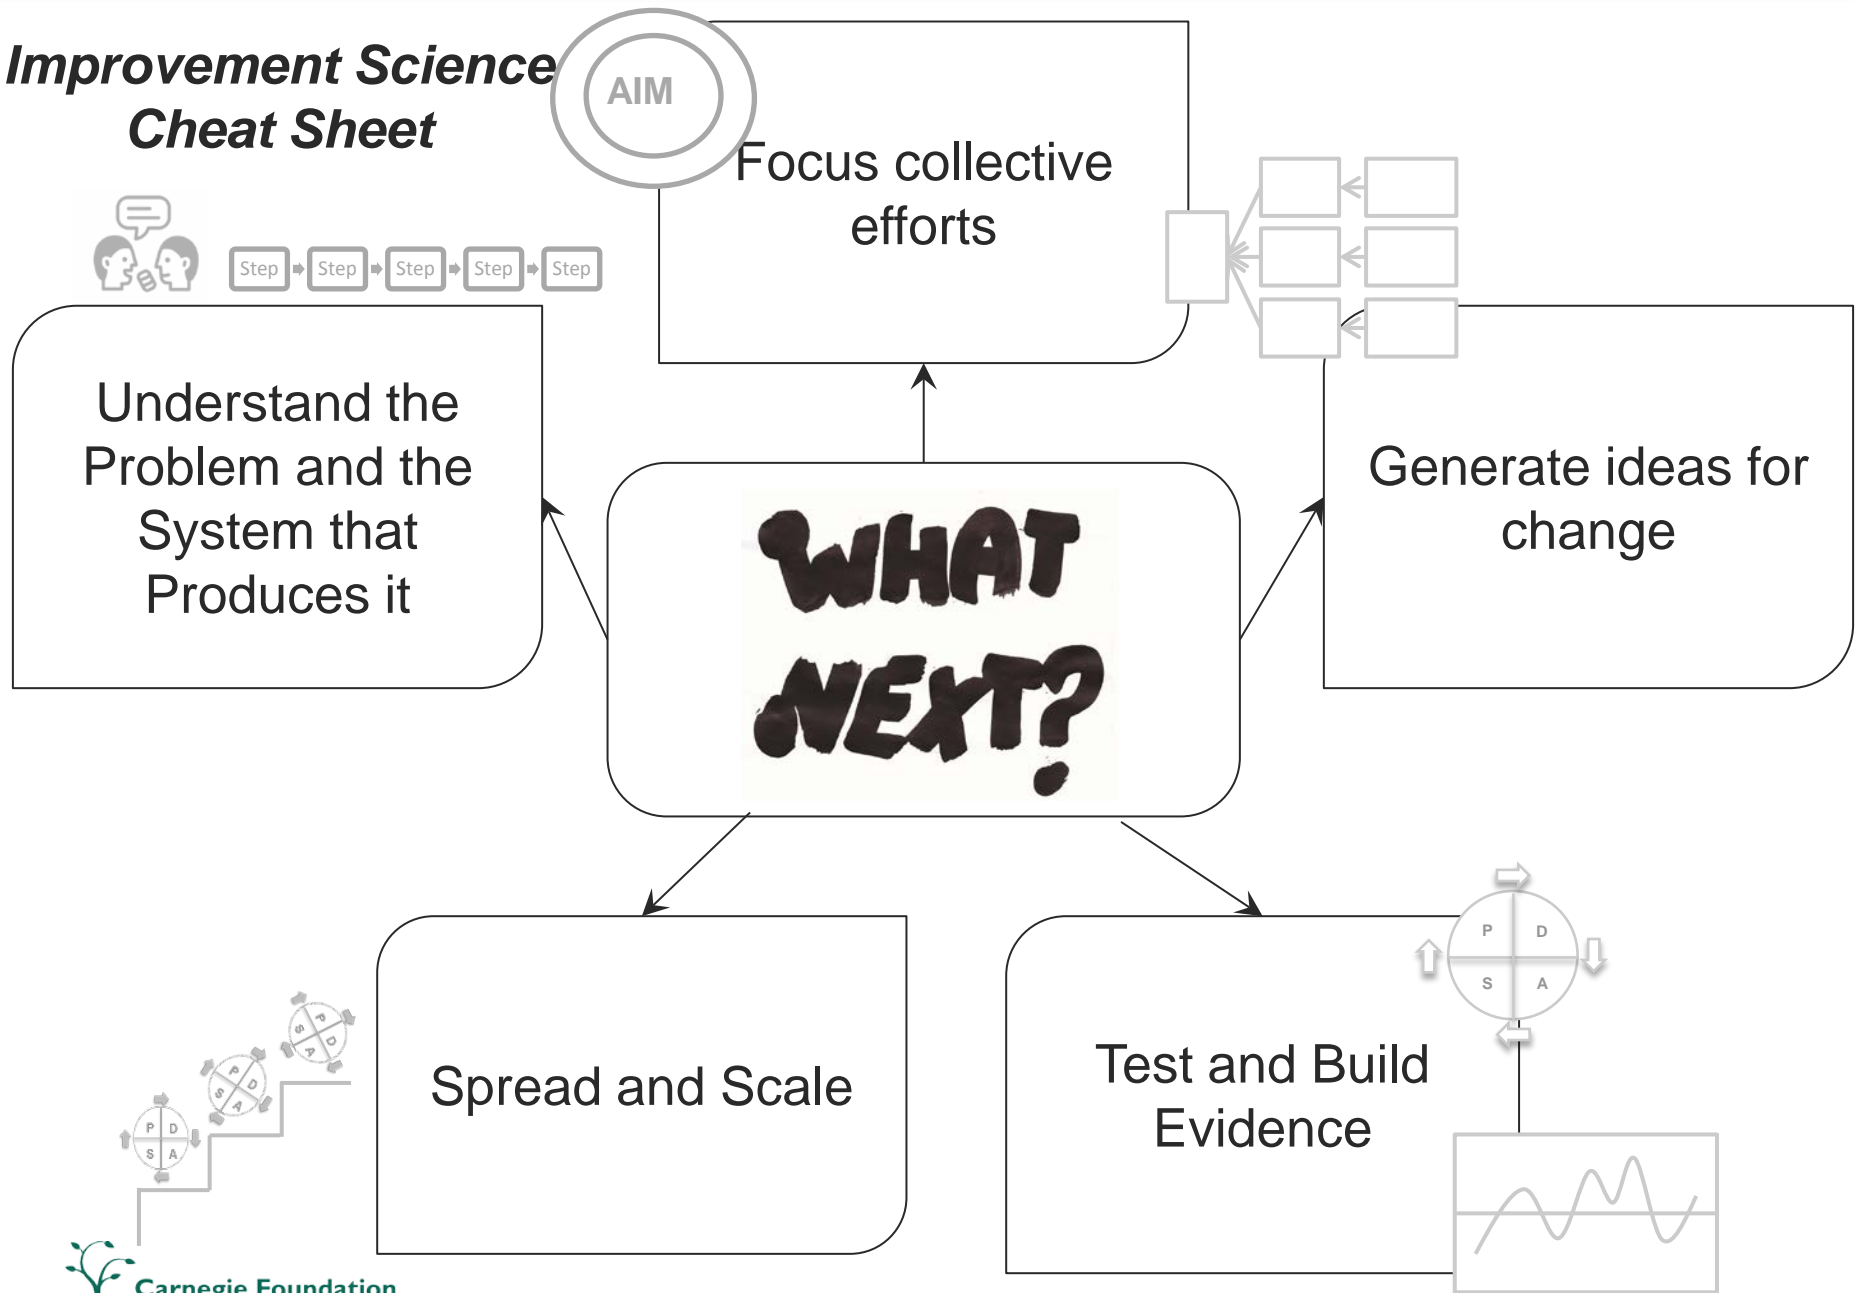 Improvement Science
Cheat Sheet
AIM
Focus collective
efforts
Step Step Step Step Step
Understand the
Problem and the
System that
Produces it
Generate ideas for
change
WHAT
NEXT?
Spread and Scale
P D
S A
P D
S A
P D
S A
Test and Build
Evidence
P D
S A
Carnegie Foundation